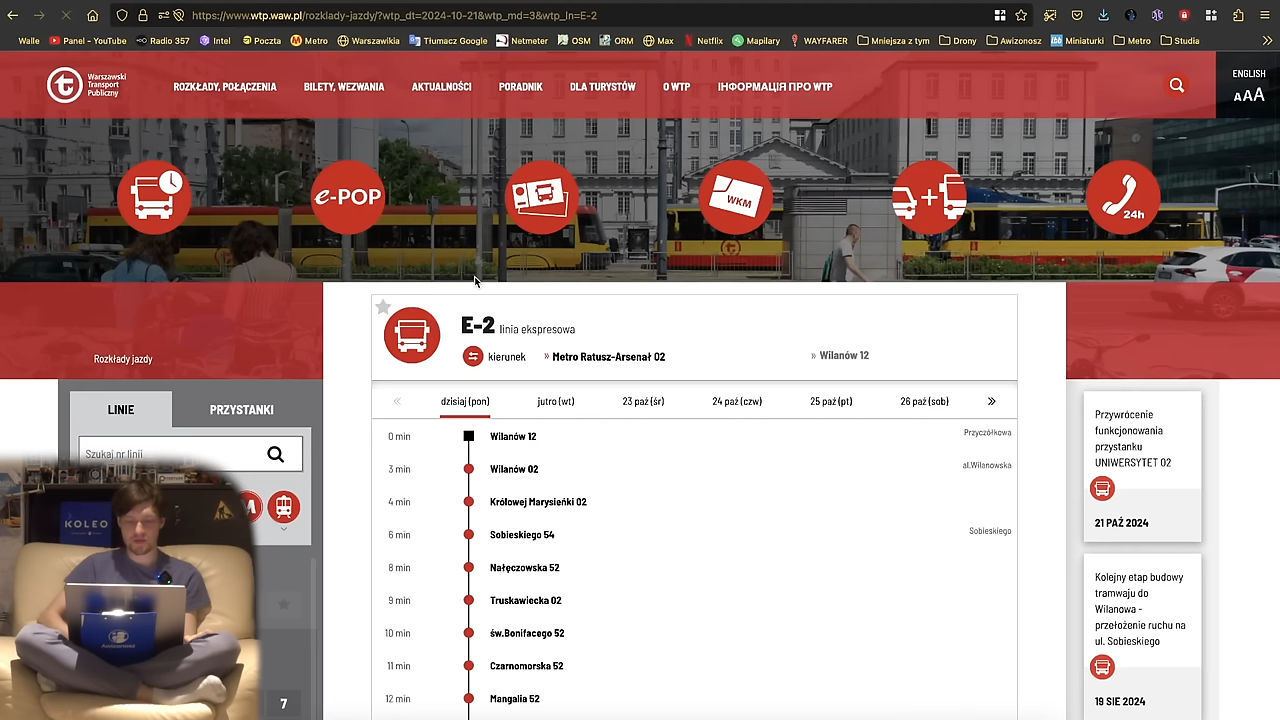 https://www.wtp.waw.pl/rozklady-jazdy/?wtp_dt=2024-10-21&wtp_md=3&wtp_ln=E-2
Walle
Panel - YouTube
Radio 357
Intel
Poczta
Metro
Warszawikia
Tłumacz Google
Netmeter
OSM
ORM
Max
Netflix
Mapilary
WAYFARER
Mniejsza z tym
Drony
Awizonosz
Miniaturki
Metro
Studia
Warszawski
Transport
Publiczny
ROZKŁADY, POŁĄCZENIA
BILETY, WEZWANIA
AKTUALNOŚCI
PORADNIK
DLA TURYSTÓW
O WTP
ІНФОРМАЦІЯ ПРО WTP
ENGLISH
AAA
e-POP
WKM
24h
Rozkłady jazdy
E-2 linia ekspresowa
kierunek
» Metro Ratusz-Arsenał 02
» Wilanów 12
LINIE
PRZYSTANKI
Szukaj nr linii
« dzisiaj (pon)
jutro (wt)
23 paź (śr)
24 paź (czw)
25 paź (pt)
26 paź (sob) »
0 min Wilanów 12 Przyczółkowa
3 min Wilanów 02 al.Wilanowska
4 min Królowej Marysieńki 02
6 min Sobieskiego 54 Sobieskiego
8 min Nałęczowska 52
9 min Truskawiecka 02
10 min św.Bonifacego 52
11 min Czarnomorska 52
12 min Mangalia 52
Przywrócenie
funkcjonowania
przystanku
UNIWERSYTET 02
21 PAŹ 2024
Kolejny etap budowy
tramwaju do
Wilanowa -
przełożenie ruchu na
ul. Sobieskiego
19 SIE 2024
KOLEO
7